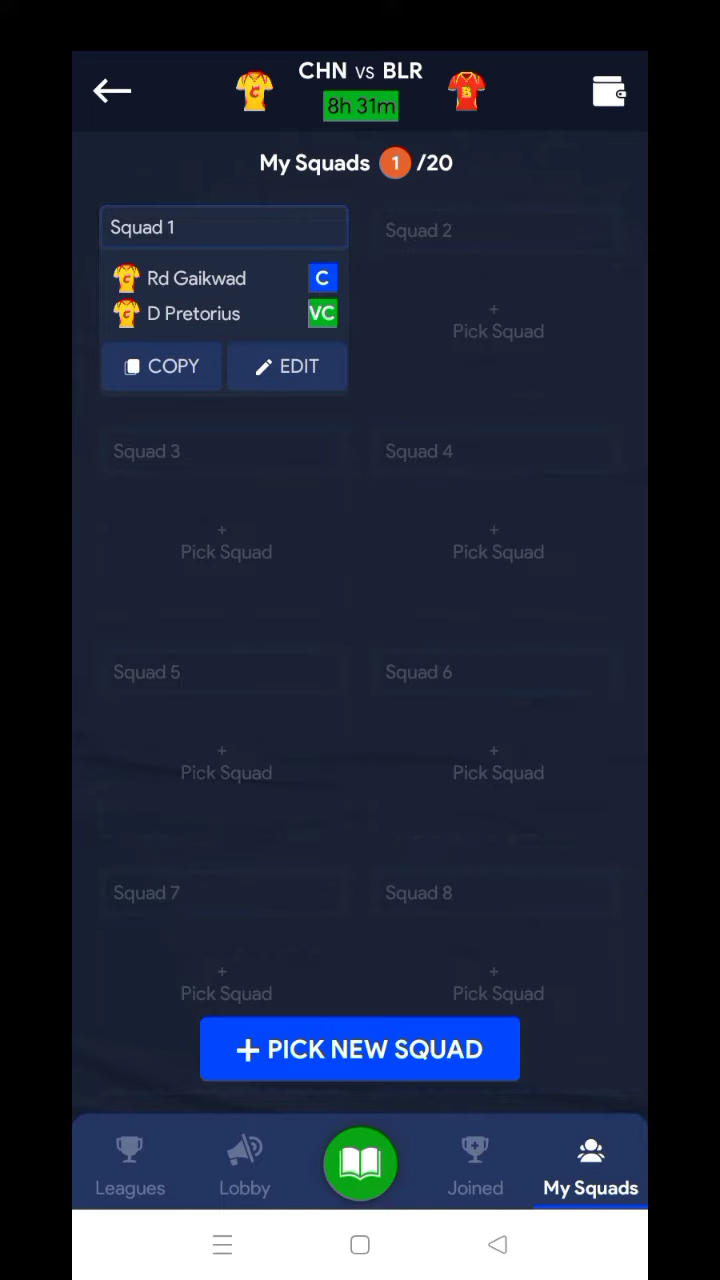 CHN vs BLR
8h 31m
My Squads 1 /20
Squad 1
Squad 2
C Rd Gaikwad C
C D Pretorius VC
+
Pick Squad
COPY EDIT
Squad 3
Squad 4
+
Pick Squad
+
Pick Squad
Squad 5
Squad 6
+
Pick Squad
+
Pick Squad
Squad 7
Squad 8
+
Pick Squad
+
Pick Squad
+ PICK NEW SQUAD
Leagues
Lobby
Joined
My Squads